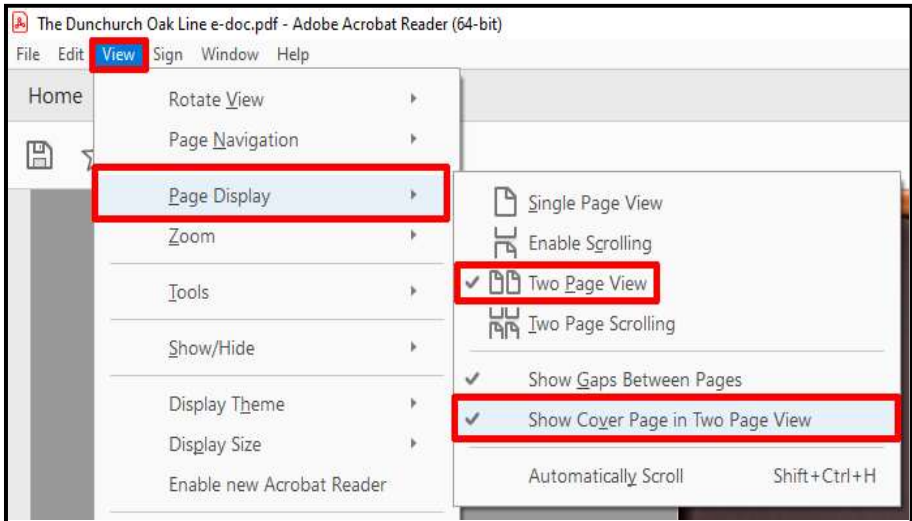 The Dunchurch Oak Line e-doc.pdf - Adobe Acrobat Reader (64-bit)
File Edit View Sign Window Help
Home
Rotate View
Page Navigation
Page Display
Zoom
Tools
Show/Hide
Display Theme
Display Size
Enable new Acrobat Reader
Single Page View
Enable Scrolling
Two Page View
Two Page Scrolling
Show Gaps Between Pages
Show Cover Page in Two Page View
Automatically Scroll Shift+Ctrl+H